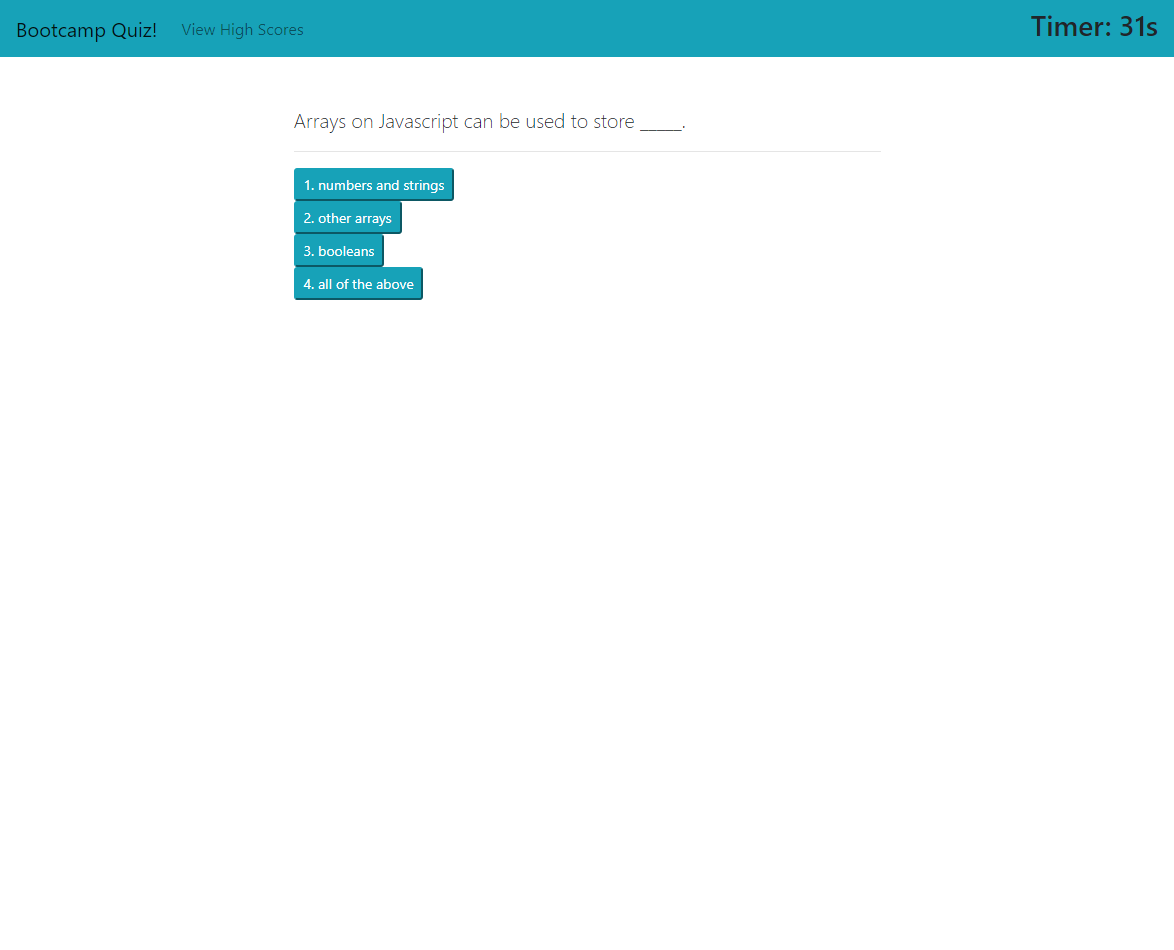 Bootcamp Quiz! View High Scores Timer: 31s
Arrays on Javascript can be used to store _____.
1. numbers and strings
2. other arrays
3. booleans
4. all of the above